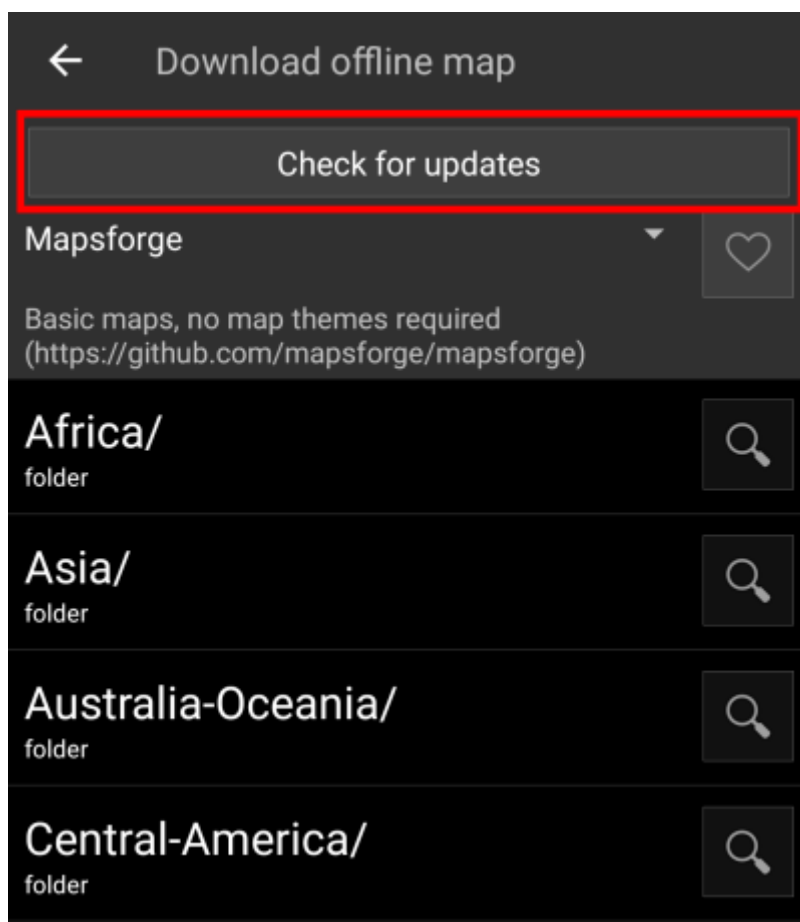 Download offline map
Check for updates
Mapsforge
Basic maps, no map themes required
(https://github.com/mapsforge/mapsforge)
Africa/
folder
Asia/
folder
Australia-Oceania/
folder
Central-America/
folder